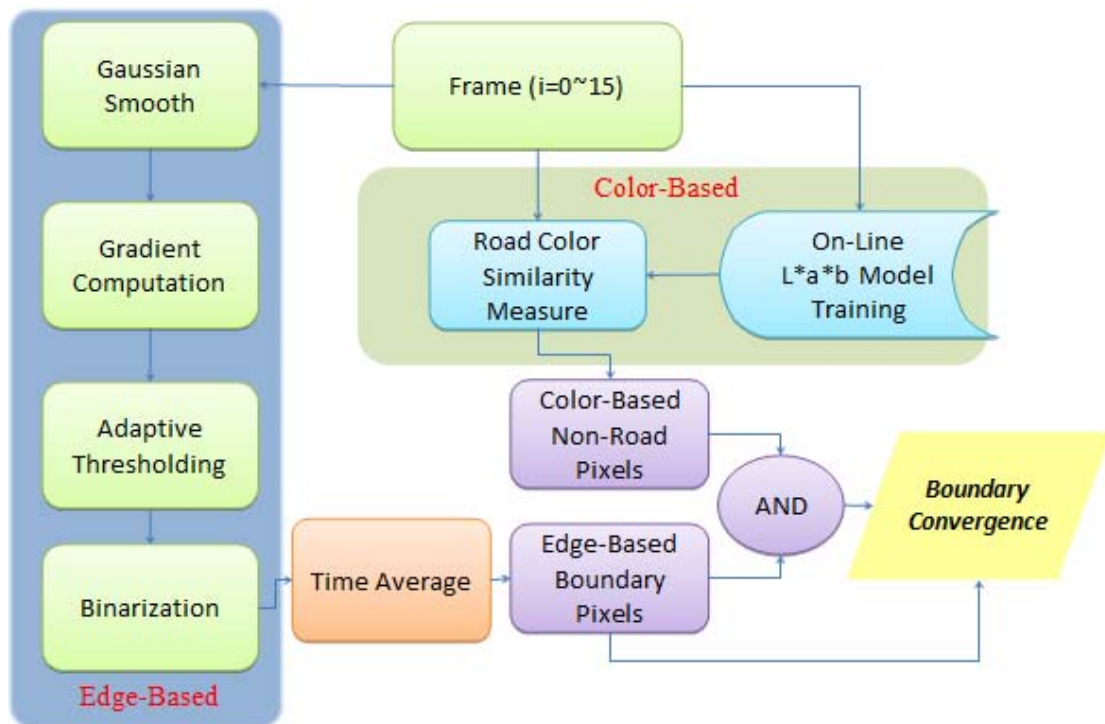 Gaussian
Smooth
Frame (i=0~15)
Color-Based
Gradient
Computation
Road Color
Similarity
Measure
On-Line
L*a*b Model
Training
Adaptive
Thresholding
Color-Based
Non-Road
Pixels
AND
Boundary
Convergence
Binarization
Time Average
Edge-Based
Boundary
Pixels
Edge-Based